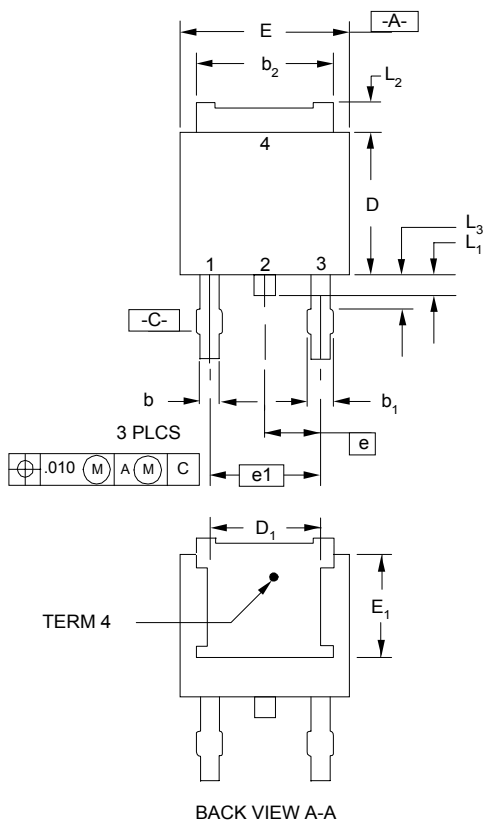 E
-A-
b2
L2
4
D
L3
L1
1 2 3
-C-
b
b1
3 PLCS
e
.010 M A M C
e1
D1
E1
TERM 4
BACK VIEW A-A